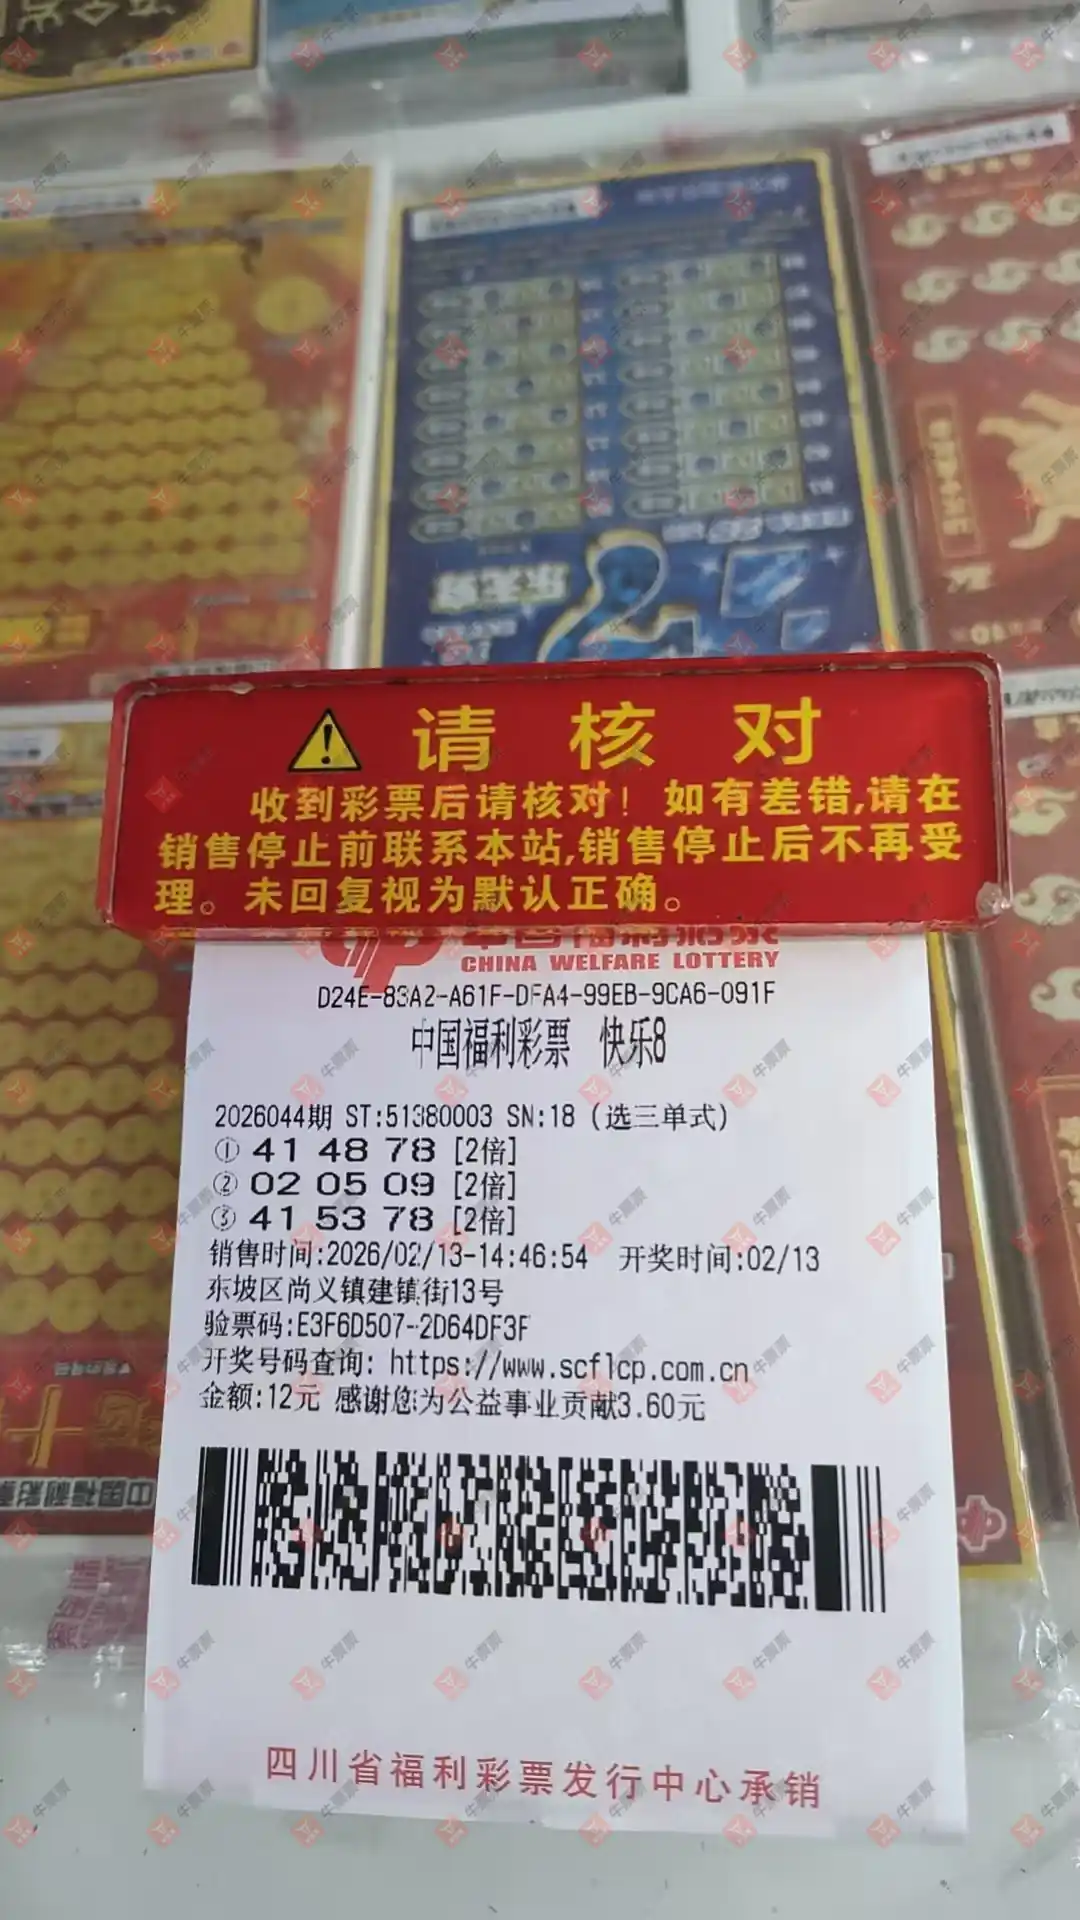 请核对
收到彩票后请核对！如有差错,请在
销售停止前联系本站,销售停止后不再受
理。未回复视为默认正确。
中国福利彩票
CHINA WELFARE LOTTERY
D24E-83A2-A61F-DFA4-99EB-9CA6-091F
中国福利彩票 快乐8
2026044期 ST:51380003 SN:18 (选三单式)
① 41 48 78 [2倍]
② 02 05 09 [2倍]
③ 41 53 78 [2倍]
销售时间:2026/02/13-14:46:54 开奖时间:02/13
东坡区尚义镇建镇街13号
验票码:E3F6D507-2D64DF3F
开奖号码查询: https://www.scflcp.com.cn
金额:12元 感谢您为公益事业贡献3.60元
四川省福利彩票发行中心承销
牛票票